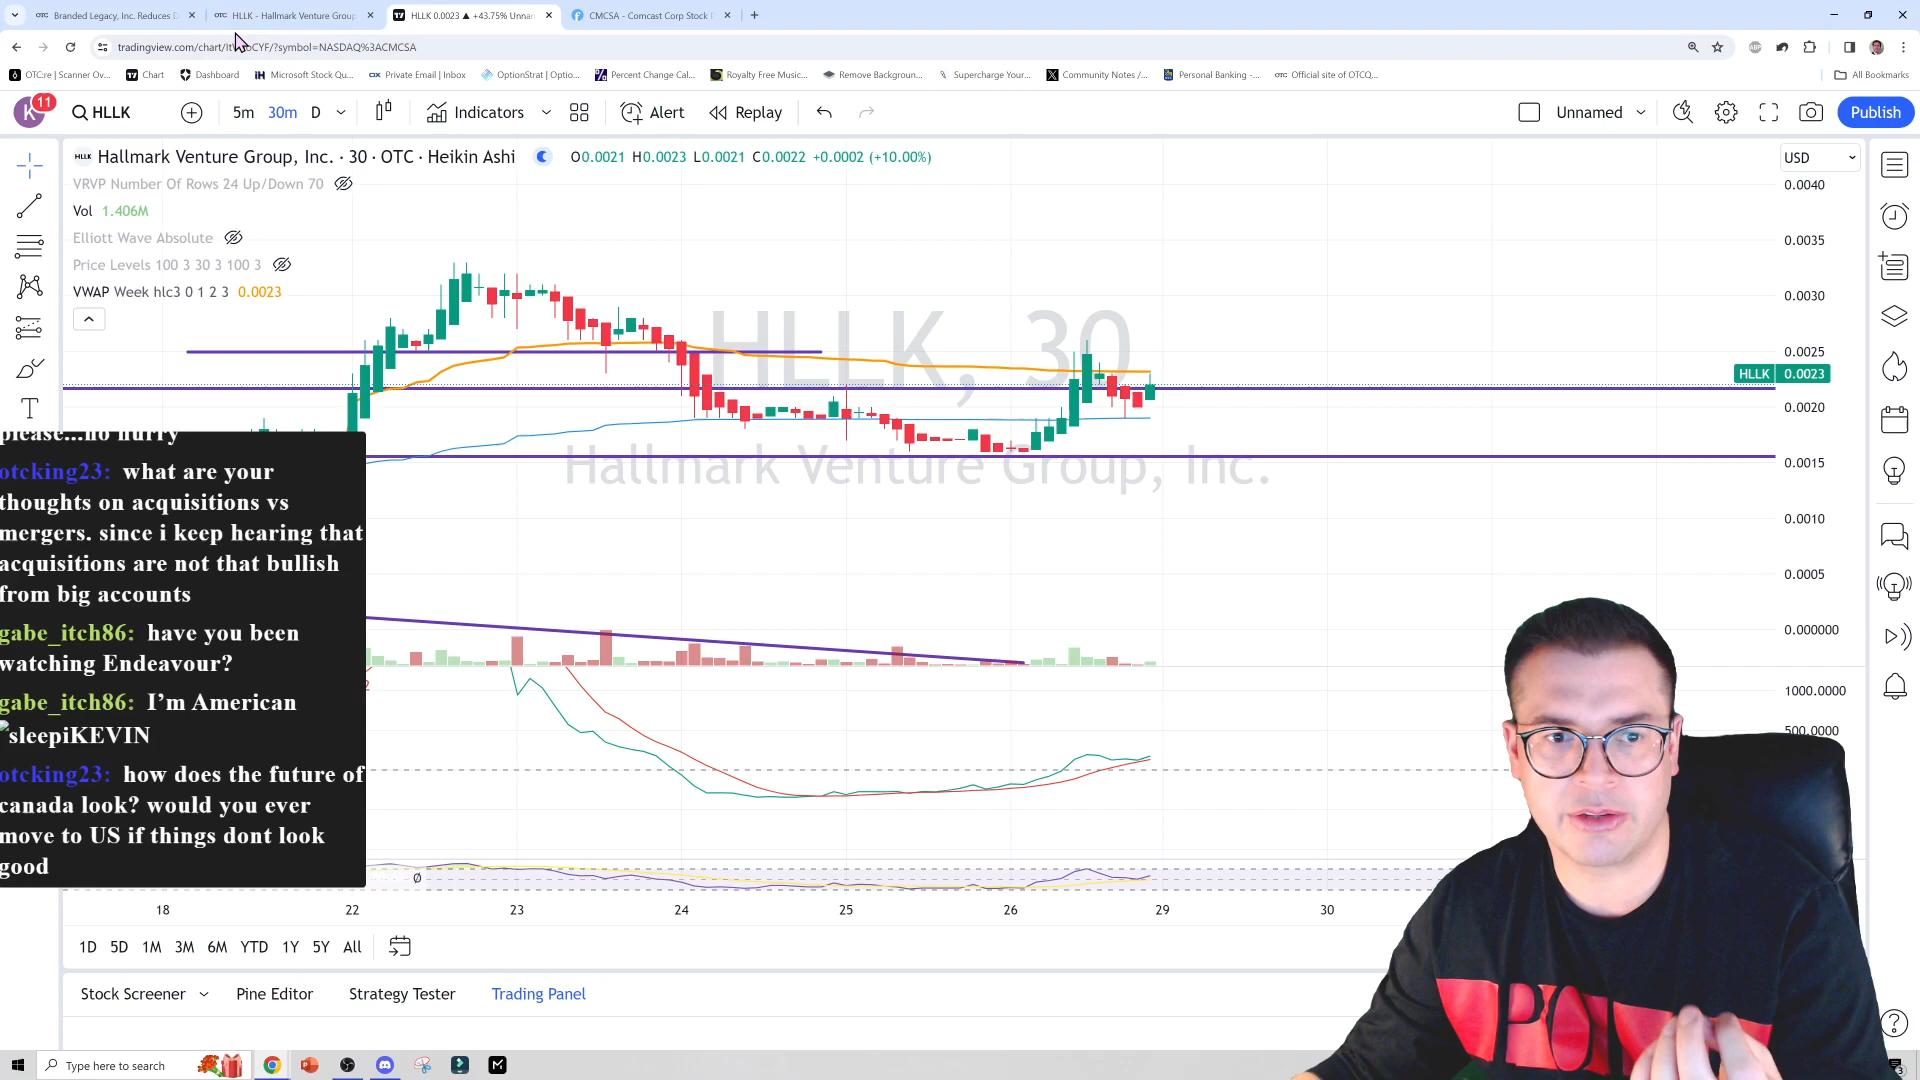 Branded Legacy, Inc. Reduces D
HLLK - Hallmark Venture Group
HLLK 0.0023 ▲ +43.75% Unnan
CMCSA - Comcast Corp Stock P
tradingview.com/chart/It CYF/?symbol=NASDAQ%3ACMCSA
OTC:re | Scanner Ov...
Chart
Dashboard
Microsoft Stock Qu...
Private Email | Inbox
OptionStrat | Optio...
Percent Change Cal...
Royalty Free Music...
Remove Backgroun...
Supercharge Your...
Community Notes /...
Personal Banking -...
Official site of OTCQ...
All Bookmarks
K 11
HLLK
5m 30m D
Indicators
Alert
Replay
Unnamed
Publish
Hallmark Venture Group, Inc. · 30 · OTC · Heikin Ashi
O0.0021 H0.0023 L0.0021 C0.0022 +0.0002 (+10.00%)
USD
VRVP Number Of Rows 24 Up/Down 70
Vol 1.406M
Elliott Wave Absolute
Price Levels 100 3 30 3 100 3
VWAP Week hlc3 0 1 2 3 0.0023
HLLK, 30
Hallmark Venture Group, Inc.
0.0040
0.0035
0.0030
0.0025
HLLK 0.0023
0.0020
0.0015
0.0010
0.0005
0.000000
1000.0000
500.0000
please...no hurry
otcking23: what are your
thoughts on acquisitions vs
mergers. since i keep hearing that
acquisitions are not that bullish
from big accounts
gabe_itch86: have you been
watching Endeavour?
gabe_itch86: I'm American
sleepiKEVIN
otcking23: how does the future of
canada look? would you ever
move to US if things dont look
good
18 22 23 24 25 26 29 30
1D 5D 1M 3M 6M YTD 1Y 5Y All
Stock Screener
Pine Editor
Strategy Tester
Trading Panel
Type here to search